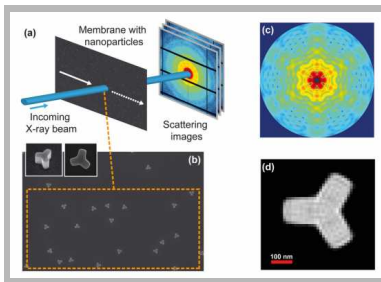 (a)
Membrane with
nanoparticles
Incoming
X-ray beam
Scattering
images
(b)
(c)
(d)
100 nm